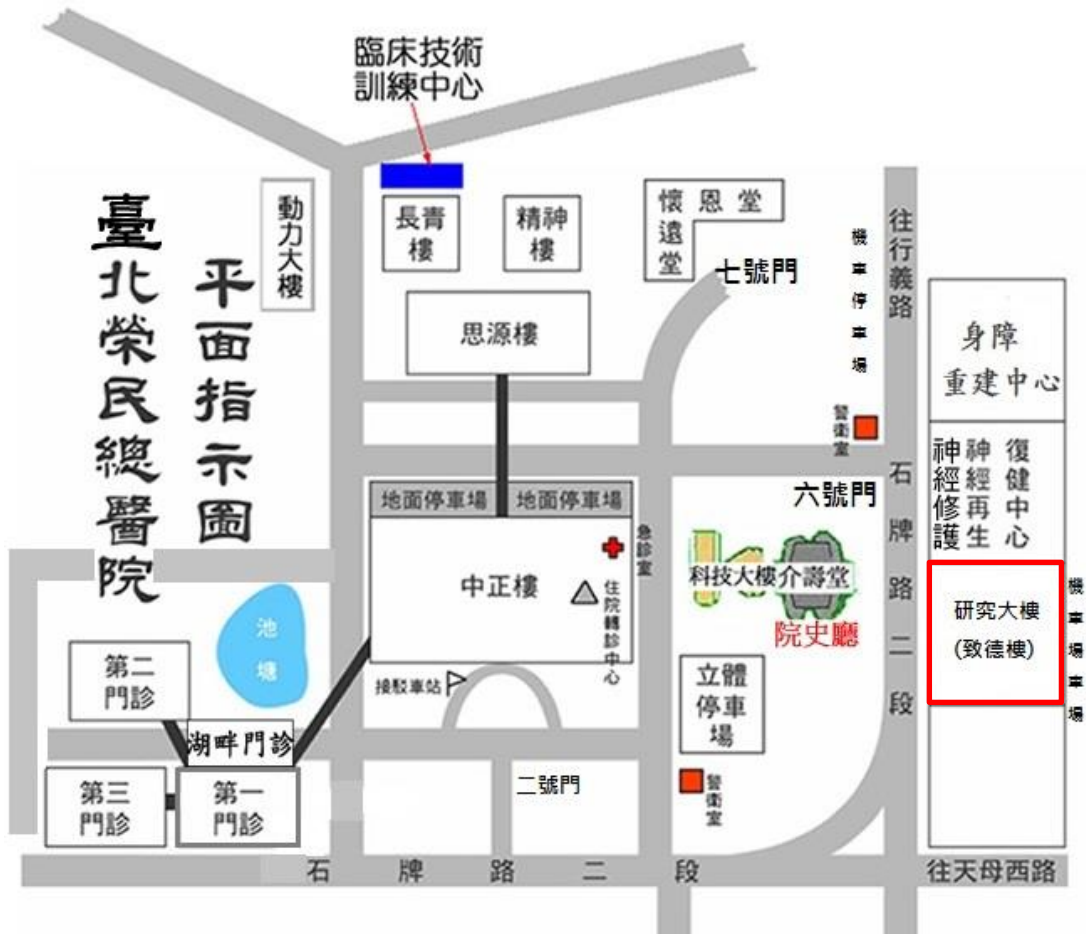 臨床技術
訓練中心
臺北榮民總醫院
平面指示圖
動力大樓
長青
樓
精神
樓
懷恩堂
遠堂
七號門
機車停車場
往行義路
思源樓
身障
重建中心
警衛室
神經修護
神經再生
復健中心
地面停車場
地面停車場
六號門
石牌路二段
急診室
中正樓
住院轉診中心
科技大樓
介壽堂
院史廳
研究大樓
(致德樓)
機車場車場
池塘
第二
門診
接駁車站
立體
停車
場
湖畔門診
第三
門診
第一
門診
二號門
警衛室
石牌路二段
往天母西路